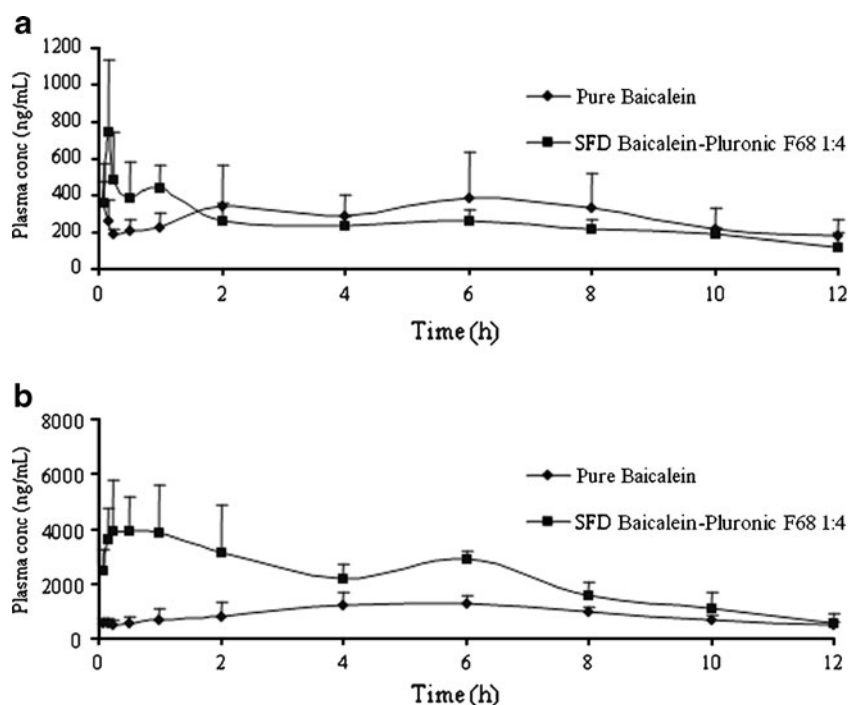 a
Plasma conc (ng/mL)
1200
1000
800
600
400
200
0
Pure Baicalein
SFD Baicalein-Pluronic F68 1:4
0 2 4 6 8 10 12
Time (h)
b
Plasma conc (ng/mL)
8000
6000
4000
2000
0
Pure Baicalein
SFD Baicalein-Pluronic F68 1:4
0 2 4 6 8 10 12
Time (h)